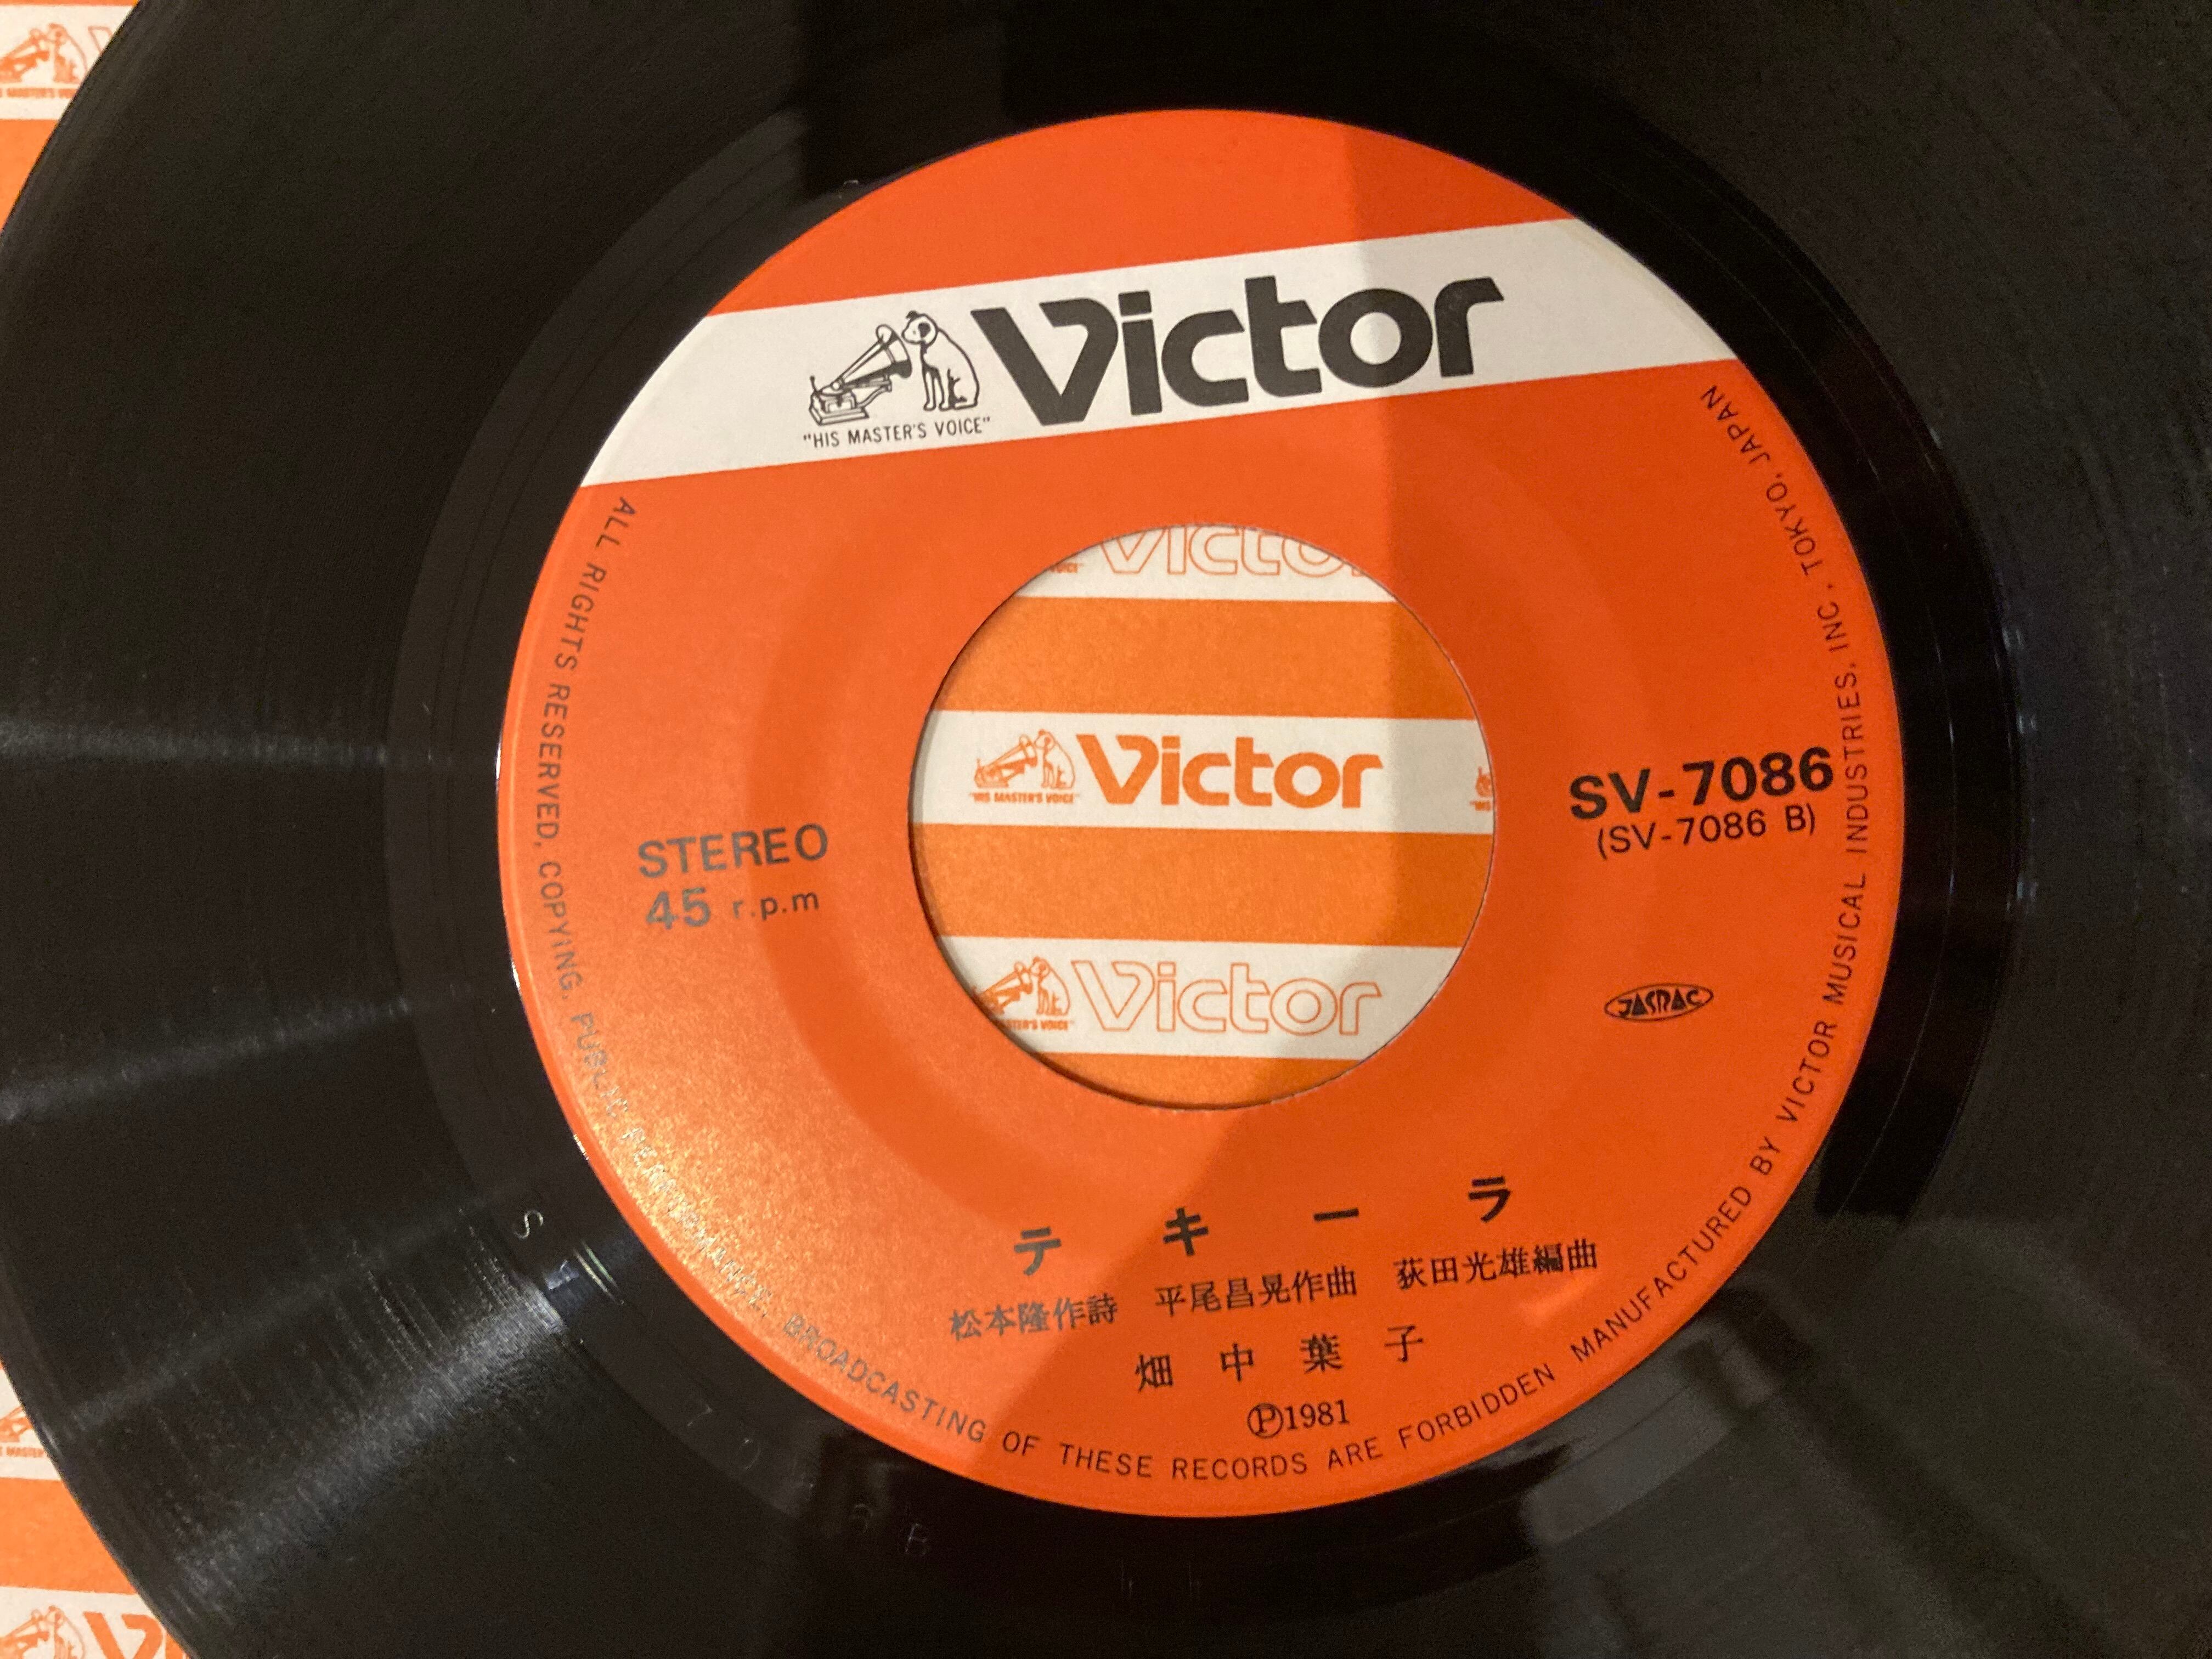 Victor
"HIS MASTER'S VOICE"
Victor
"HIS MASTER'S VOICE" Victor
Victor
STEREO
45 r.p.m
SV-7086
(SV-7086 B)
JASRAC
テキーラ
松本隆作詩 平尾昌晃作曲 荻田光雄編曲
畑中葉子
Ⓟ1981
ALL RIGHTS RESERVED, COPYING, PUBLIC PERFORMANCE, BROADCASTING OF THESE RECORDS ARE FORBIDDEN MANUFACTURED BY VICTOR MUSICAL INDUSTRIES, INC. TOKYO, JAPAN